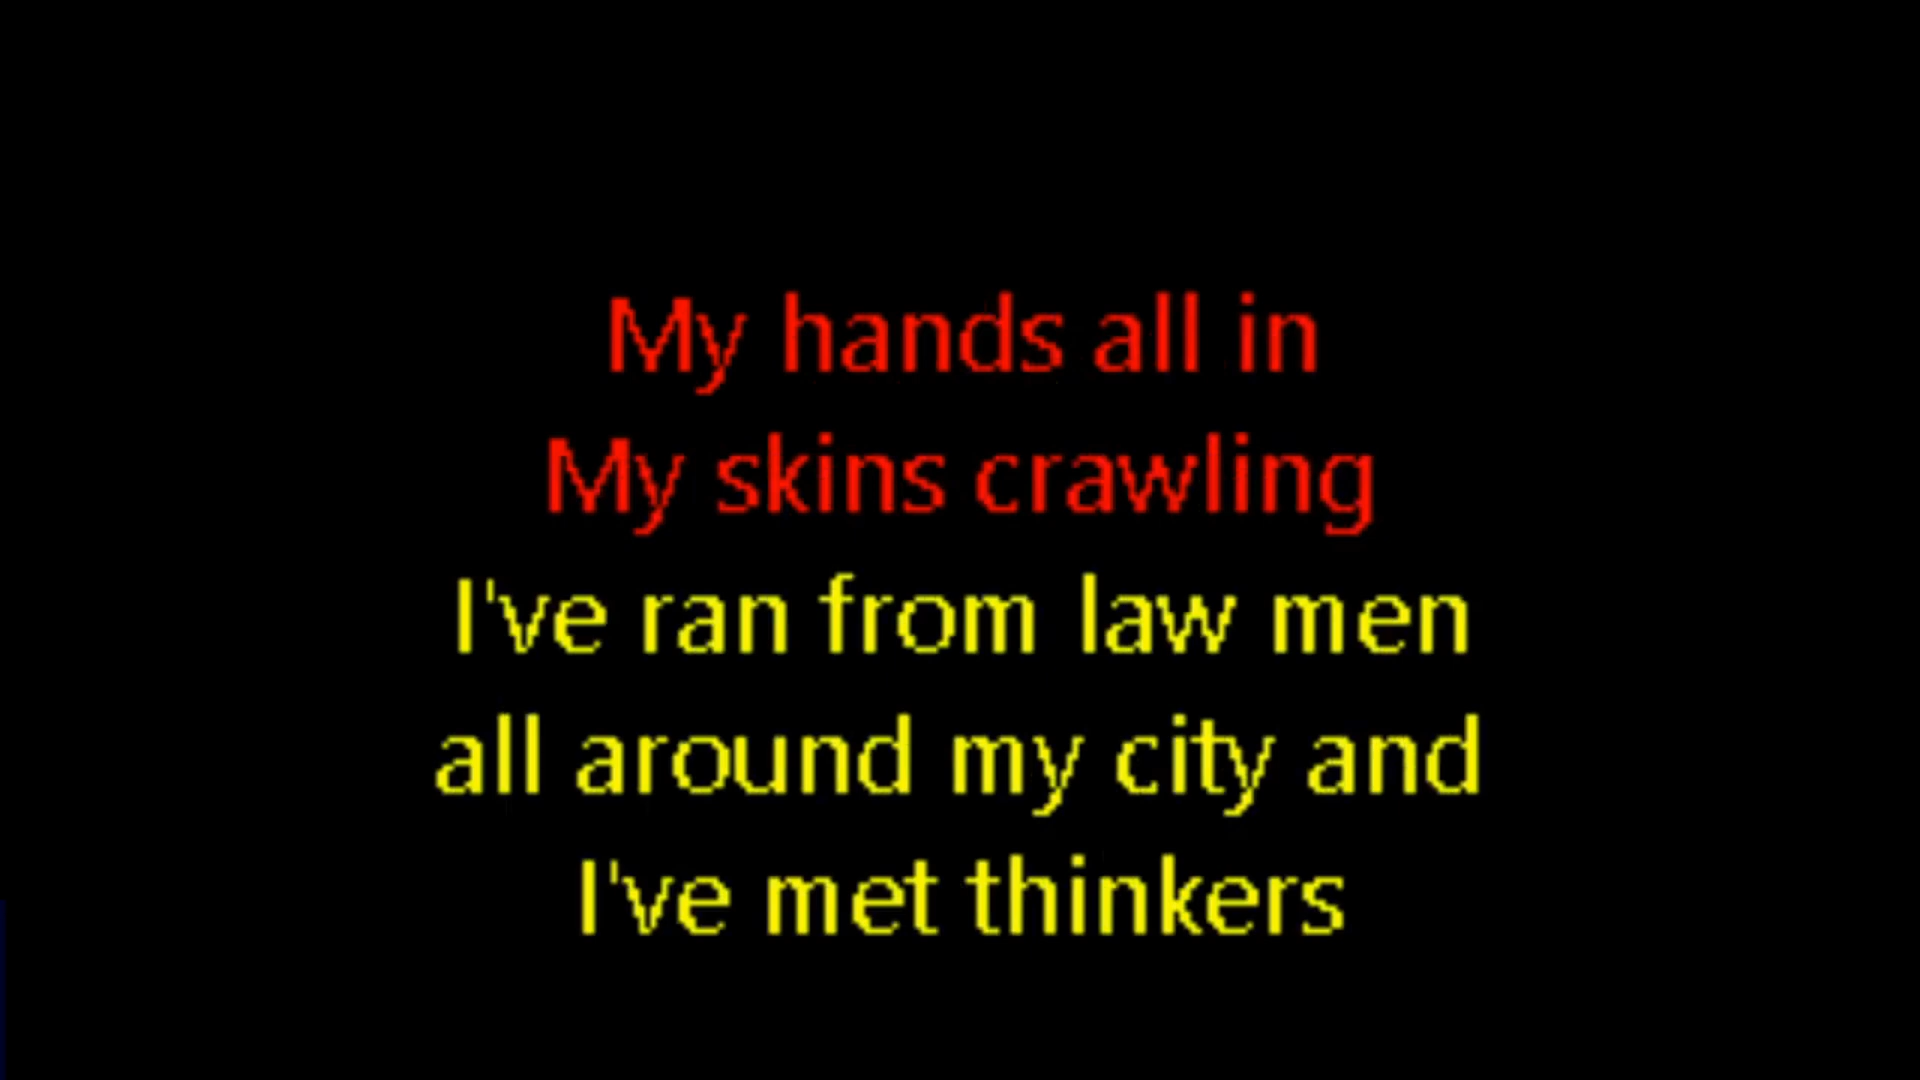 My hands all in
My skins crawling
I've ran from law men
all around my city and
I've met thinkers